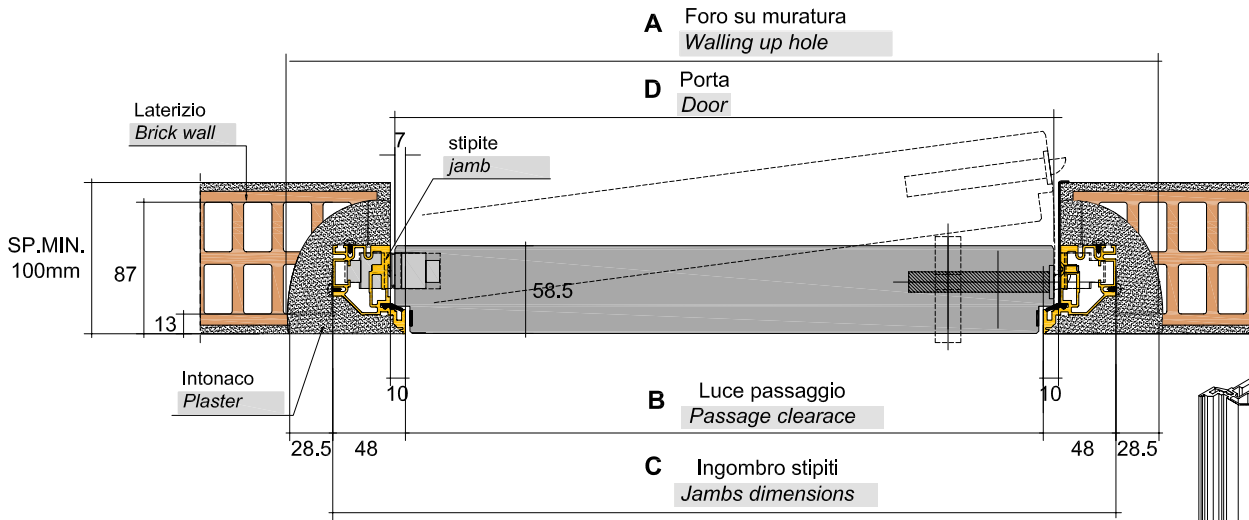 A Foro su muratura
Walling up hole
D Porta
Door
Laterizio
Brick wall
7
stipite
jamb
SP.MIN.
100mm
87
58.5
13
Intonaco
Plaster
10
10
B Luce passaggio
Passage clearace
28.5 48
48 28.5
C Ingombro stipiti
Jambs dimensions